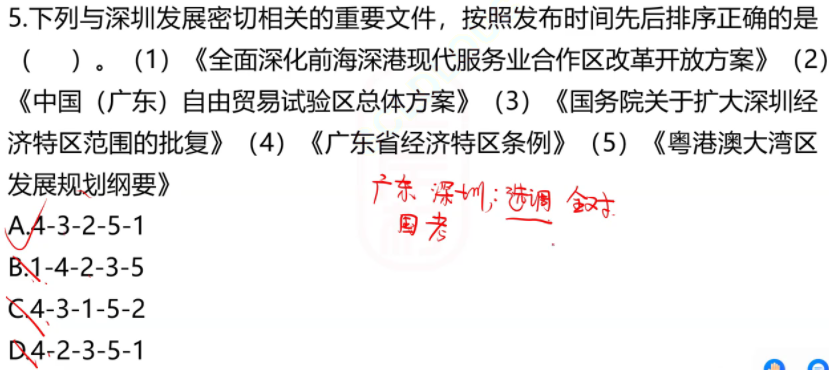 5.下列与深圳发展密切相关的重要文件，按照发布时间先后排序正确的是
（　）。（1）《全面深化前海深港现代服务业合作区改革开放方案》（2）
《中国（广东）自由贸易试验区总体方案》（3）《国务院关于扩大深圳经
济特区范围的批复》（4）《广东省经济特区条例》（5）《粤港澳大湾区
发展规划纲要》
广东 深圳；选调
国考
A.4-3-2-5-1
B.1-4-2-3-5
C.4-3-1-5-2
D.4-2-3-5-1